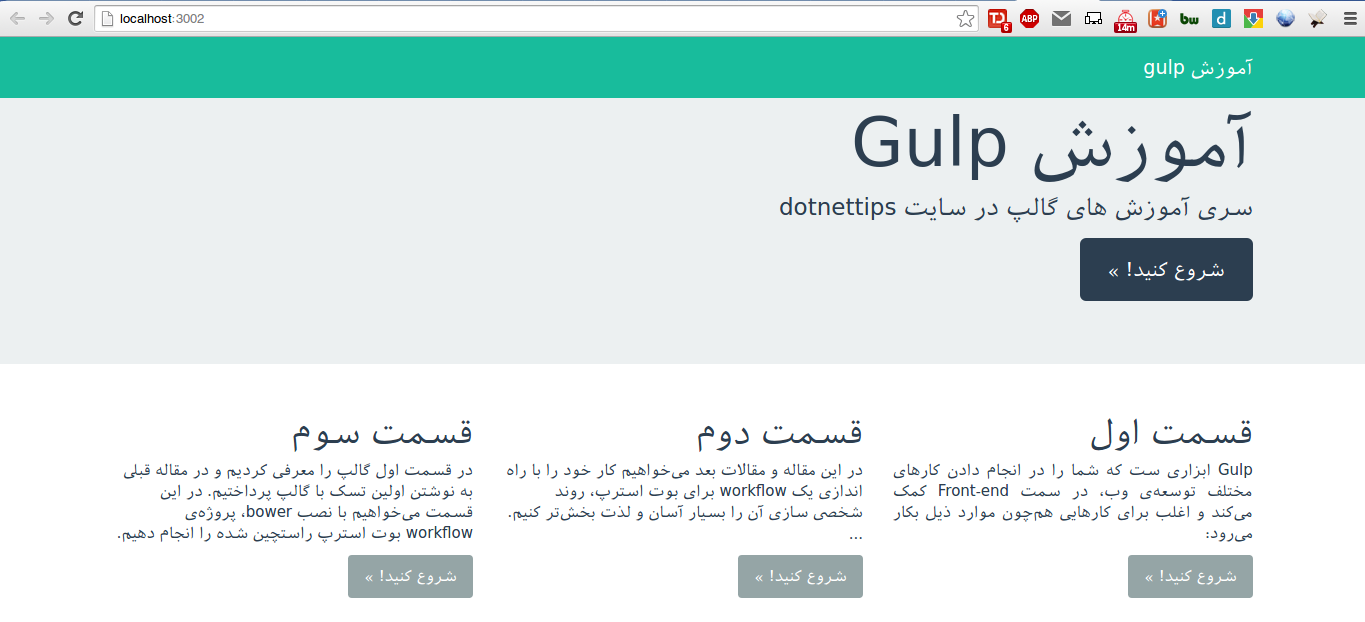 localhost:3002
6
ABP
14m
bw
d
آموزش gulp
آموزش Gulp
سری آموزش های گالپ در سایت dotnettips
شروع کنید! »
قسمت اول
Gulp ابزاری ست که شما را در انجام دادن کارهای
مختلف توسعه‌ی وب، در سمت Front-end کمک
می‌کند و اغلب برای کارهایی هم‌چون موارد ذیل بکار
می‌رود:
شروع کنید! »
قسمت دوم
در این مقاله و مقالات بعد می‌خواهیم کار خود را با راه
اندازی یک workflow برای بوت استرپ، روند
شخصی سازی آن را بسیار آسان و لذت بخش‌تر کنیم.
...
شروع کنید! »
قسمت سوم
در قسمت اول گالپ را معرفی کردیم و در مقاله قبلی
به نوشتن اولین تسک با گالپ پرداختیم. در این
قسمت می‌خواهیم با نصب bower، پروژه‌ی
workflow بوت استرپ راستچین شده را انجام دهیم.
شروع کنید! »